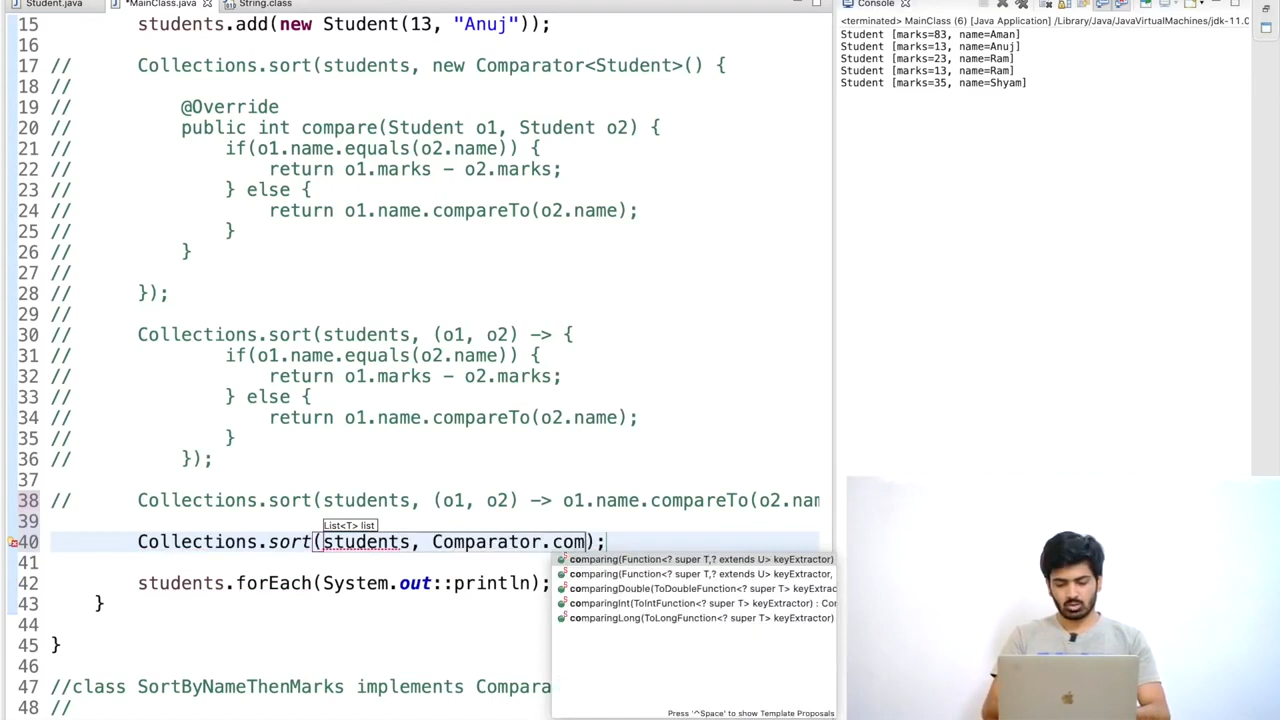 Student.java
*MainClass.java
String.class
15 students.add(new Student(13, "Anuj"));
16
17 // Collections.sort(students, new Comparator<Student>() {
18 //
19 // @Override
20 // public int compare(Student o1, Student o2) {
21 // if(o1.name.equals(o2.name)) {
22 // return o1.marks - o2.marks;
23 // } else {
24 // return o1.name.compareTo(o2.name);
25 // }
26 // }
27 //
28 // });
29 //
30 // Collections.sort(students, (o1, o2) -> {
31 // if(o1.name.equals(o2.name)) {
32 // return o1.marks - o2.marks;
33 // } else {
34 // return o1.name.compareTo(o2.name);
35 // }
36 // });
37
38 // Collections.sort(students, (o1, o2) -> o1.name.compareTo(o2.nam
39
List<T> list
40 Collections.sort(students, Comparator.com);
41
42 students.forEach(System.out::println);
43 }
44
45 }
46
47 //class SortByNameThenMarks implements Compara
48 //
comparing(Function<? super T,? extends U> keyExtractor)
comparing(Function<? super T,? extends U> keyExtractor,
comparingDouble(ToDoubleFunction<? super T> keyExtrac
comparingInt(ToIntFunction<? super T> keyExtractor) : Co
comparingLong(ToLongFunction<? super T> keyExtractor)
Press '^Space' to show Template Proposals
Console
<terminated> MainClass (6) [Java Application] /Library/Java/JavaVirtualMachines/jdk-11.0
Student [marks=83, name=Aman]
Student [marks=13, name=Anuj]
Student [marks=23, name=Ram]
Student [marks=13, name=Ram]
Student [marks=35, name=Shyam]